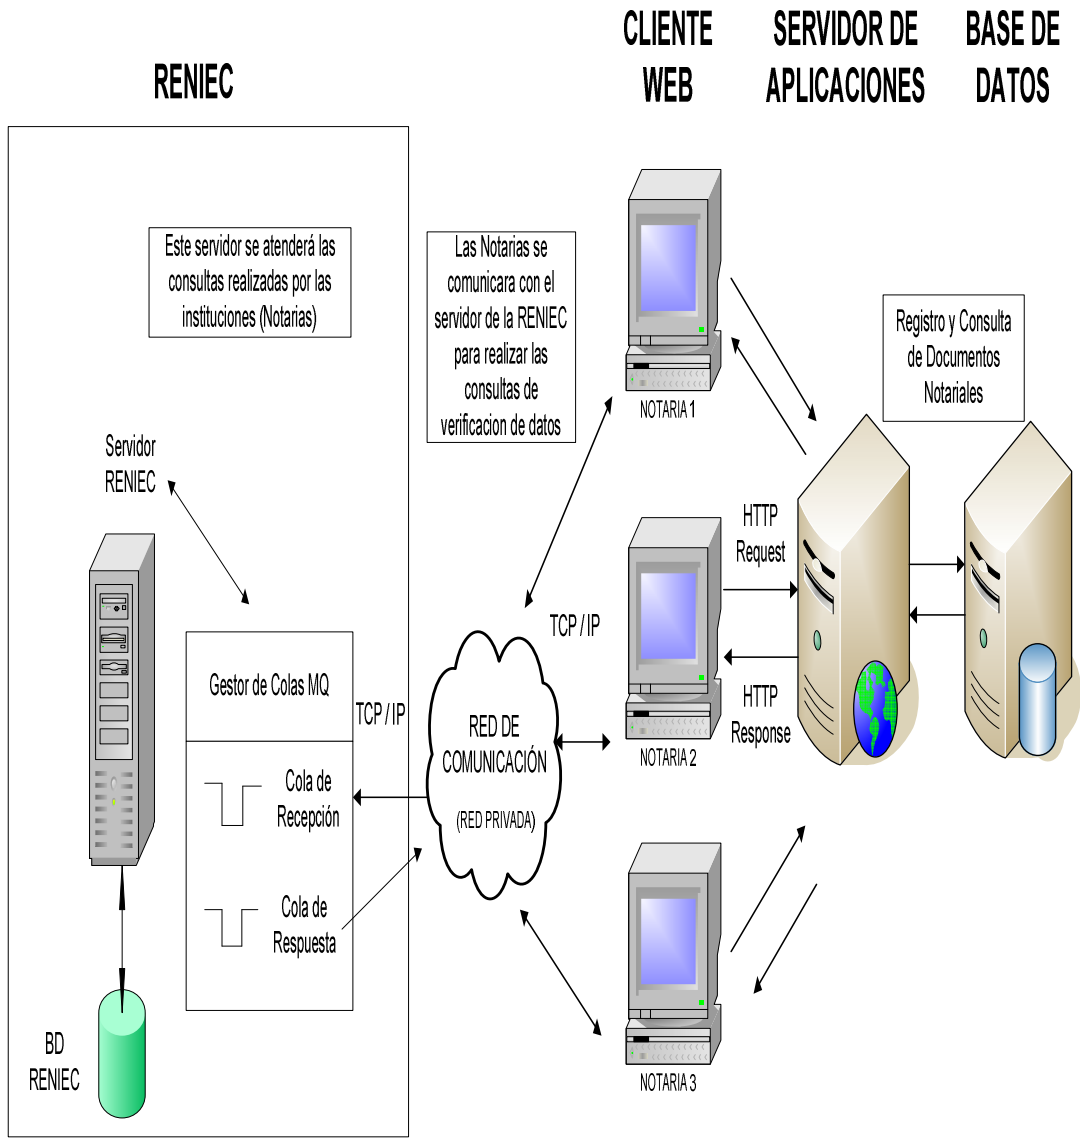 RENIEC
CLIENTE
WEB
SERVIDOR DE
APLICACIONES
BASE DE
DATOS
Este servidor se atenderá las
consultas realizadas por las
instituciones (Notarias)
Las Notarias se
comunicara con el
servidor de la RENIEC
para realizar las
consultas de
verificacion de datos
Registro y Consulta
de Documentos
Notariales
NOTARIA 1
Servidor
RENIEC
HTTP
Request
TCP / IP
Gestor de Colas MQ
TCP / IP
RED DE
COMUNICACIÓN
(RED PRIVADA)
HTTP
Response
NOTARIA 2
Cola de
Recepción
Cola de
Respuesta
BD
RENIEC
NOTARIA 3